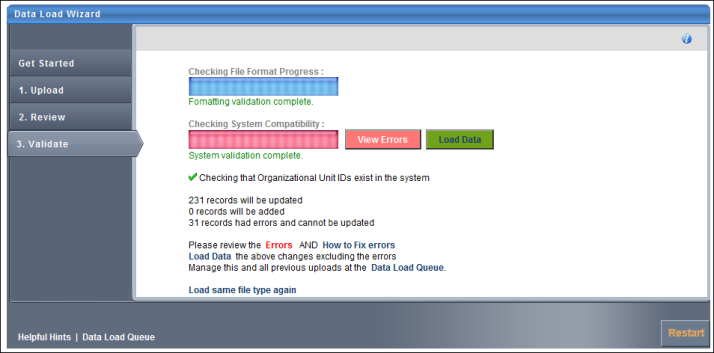 Data Load Wizard
Get Started
1. Upload
2. Review
3. Validate
Checking File Format Progress :
Fomatting validation complete.
Checking System Compatibility :
View Errors
Load Data
System validation complete.
Checking that Organizational Unit IDs exist in the system
231 records will be updated
0 records will be added
31 records had errors and cannot be updated
Please review the Errors AND How to Fix errors
Load Data the above changes excluding the errors
Manage this and all previous uploads at the Data Load Queue.
Load same file type again
Helpful Hints | Data Load Queue
Restart